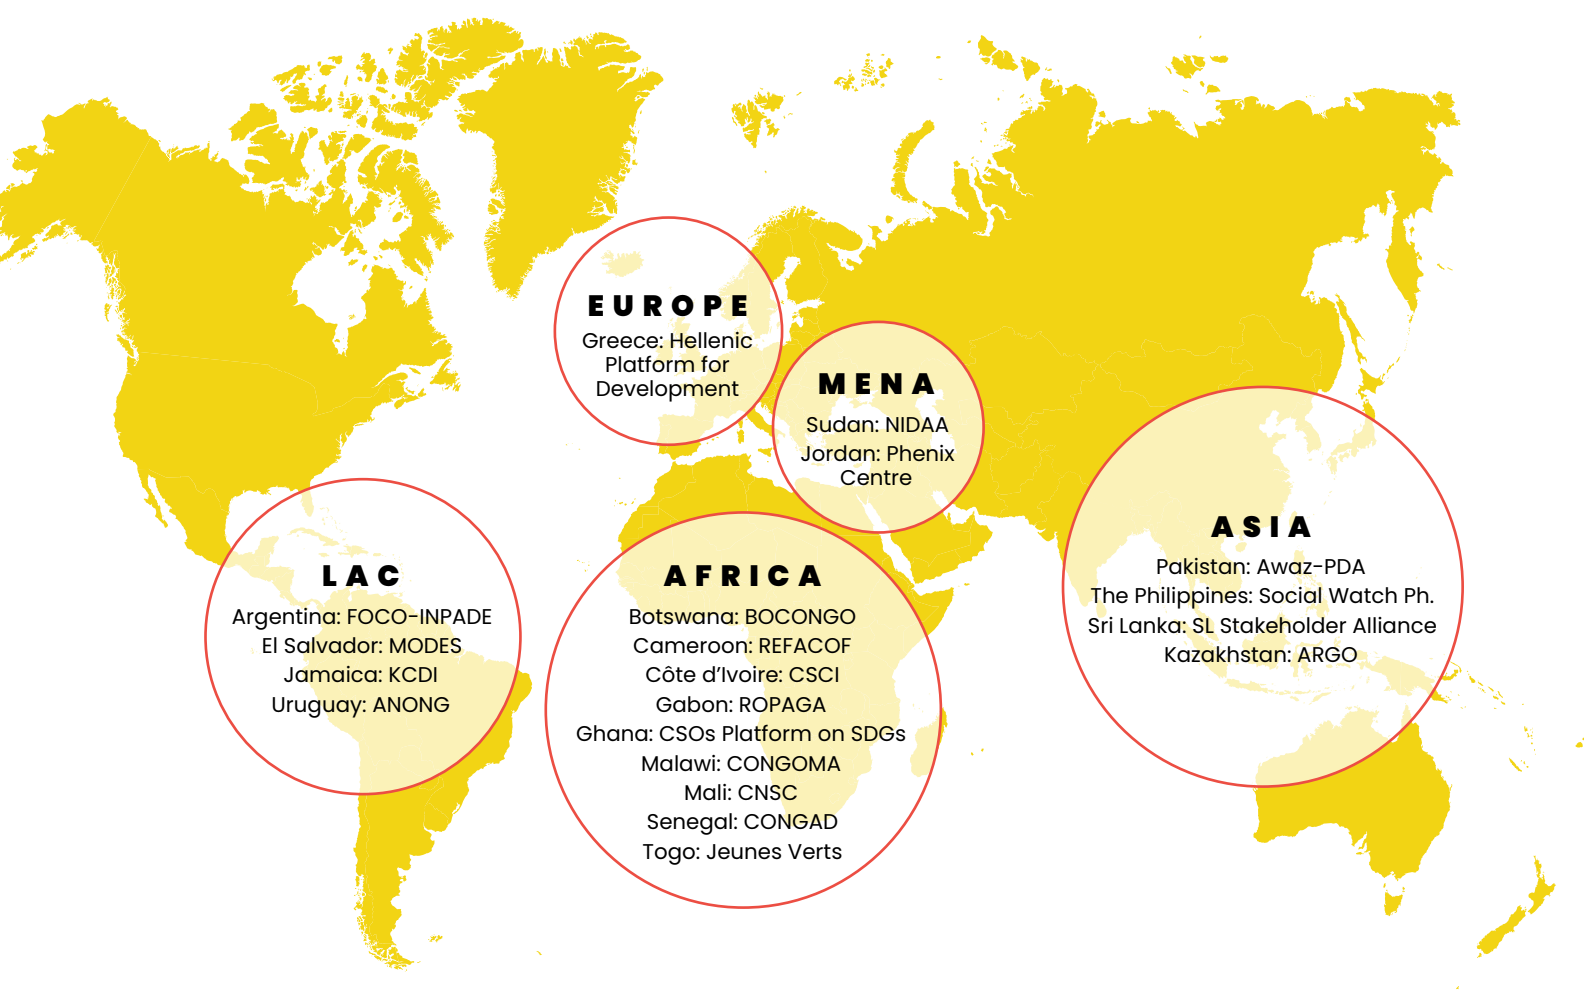 EUROPE
Greece: Hellenic
Platform for
Development
MENA
Sudan: NIDAA
Jordan: Phenix
Centre
LAC
Argentina: FOCO-INPADE
El Salvador: MODES
Jamaica: KCDI
Uruguay: ANONG
AFRICA
Botswana: BOCONGO
Cameroon: REFACOF
Côte d’Ivoire: CSCI
Gabon: ROPAGA
Ghana: CSOs Platform on SDGs
Malawi: CONGOMA
Mali: CNSC
Senegal: CONGAD
Togo: Jeunes Verts
ASIA
Pakistan: Awaz-PDA
The Philippines: Social Watch Ph.
Sri Lanka: SL Stakeholder Alliance
Kazakhstan: ARGO